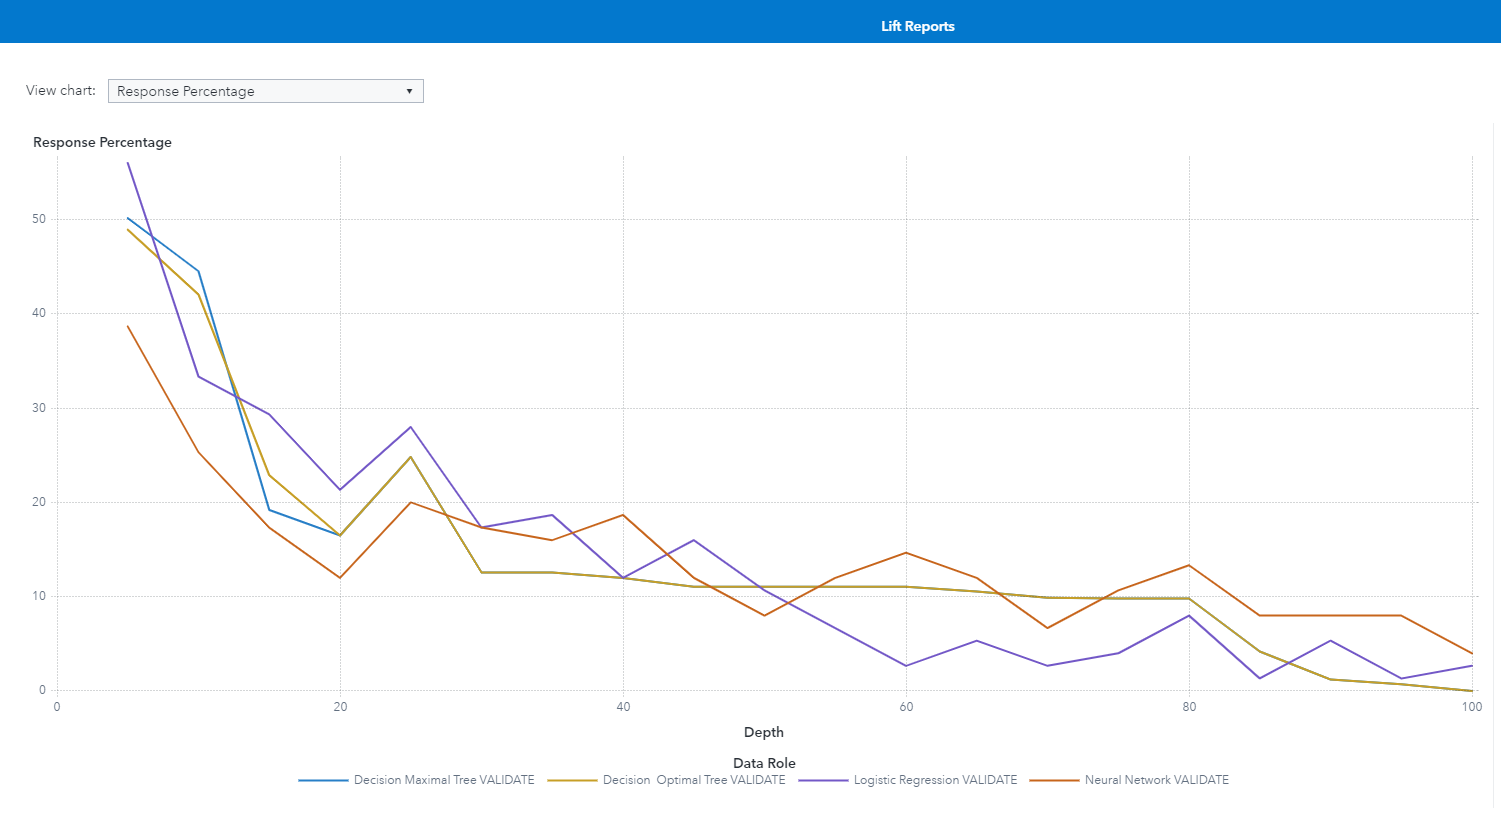 Lift Reports
View chart: Response Percentage
Response Percentage
50
40
30
20
10
0
0 20 40 60 80 100
Depth
Data Role
Decision Maximal Tree VALIDATE Decision  Optimal Tree VALIDATE Logistic Regression VALIDATE Neural Network VALIDATE